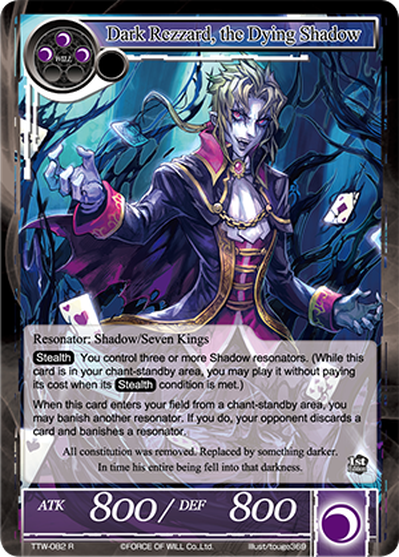 Dark Rezzard, the Dying Shadow
WILL
Resonator: Shadow/Seven Kings
Stealth You control three or more Shadow resonators. (While this
card is in your chant-standby area, you may play it without paying
its cost when its Stealth condition is met.)
When this card enters your field from a chant-standby area, you
may banish another resonator. If you do, your opponent discards a
card and banishes a resonator.
All constitution was removed. Replaced by something darker.
In time his entire being fell into that darkness.
1st
Edition
ATK 800/ DEF 800
TTW-082 R ©FORCE OF WILL Co.,Ltd. Illust/touge369